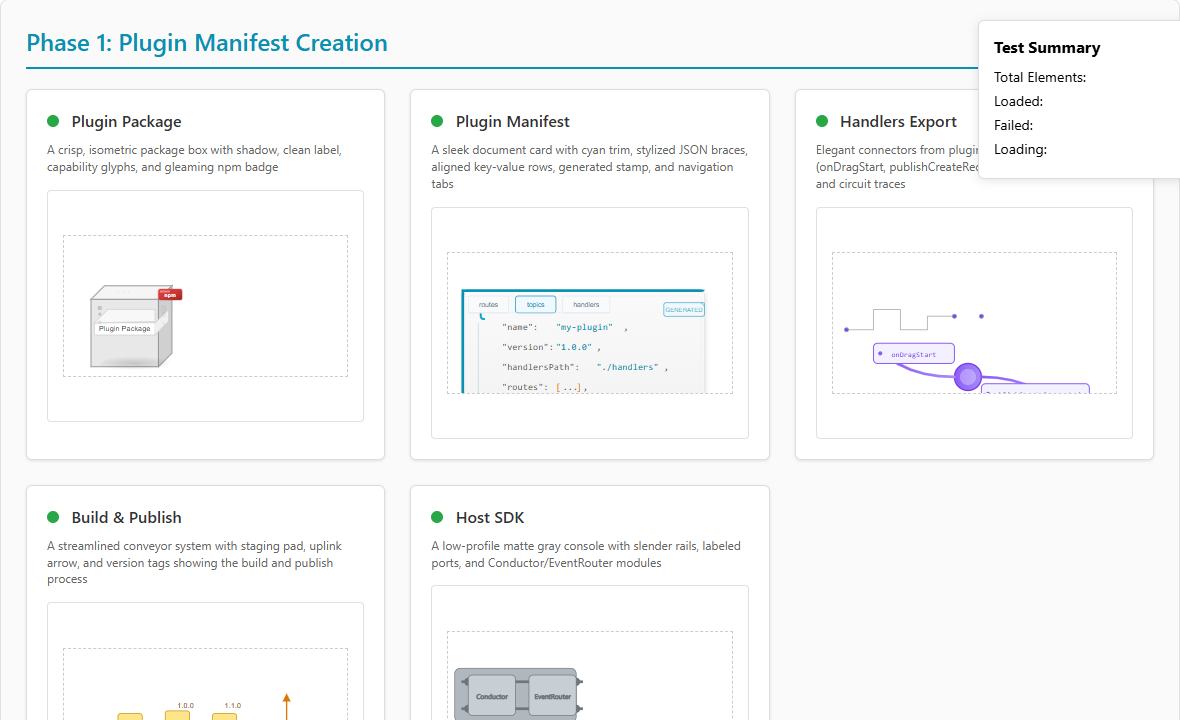 Phase 1: Plugin Manifest Creation
Test Summary
Total Elements:
Loaded:
Failed:
Loading:
Plugin Package
A crisp, isometric package box with shadow, clean label,
capability glyphs, and gleaming npm badge
npm
Plugin Package
Plugin Manifest
A sleek document card with cyan trim, stylized JSON braces,
aligned key-value rows, generated stamp, and navigation
tabs
routes
topics
handlers
GENERATED
{
"name": "my-plugin" ,
"version": "1.0.0" ,
"handlersPath": "./handlers" ,
"routes": [...],
Handlers Export
Elegant connectors from plugin
(onDragStart, publishCreateRe
and circuit traces
onDragStart
Build & Publish
A streamlined conveyor system with staging pad, uplink
arrow, and version tags showing the build and publish
process
1.0.0
1.1.0
Host SDK
A low-profile matte gray console with slender rails, labeled
ports, and Conductor/EventRouter modules
Conductor
EventRouter